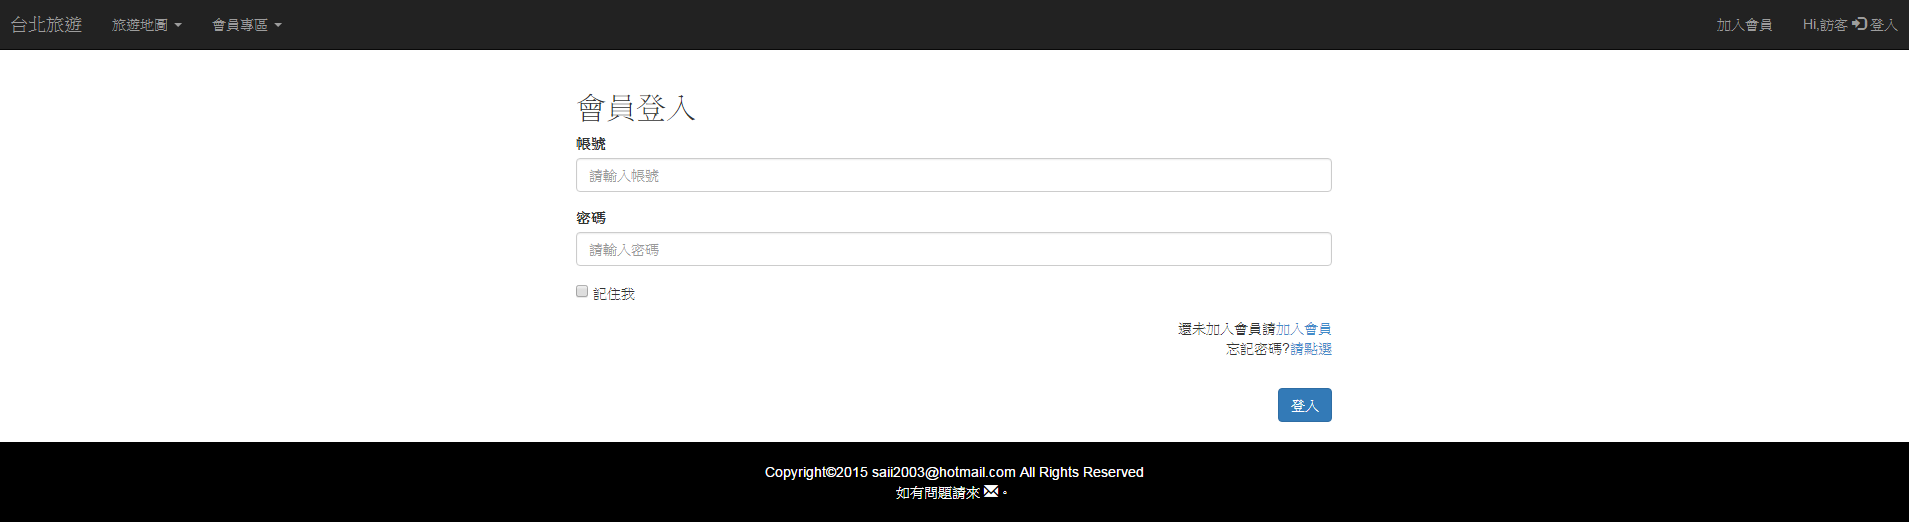 台北旅遊 旅遊地圖 會員專區 加入會員 Hi,訪客 登入
會員登入
帳號
請輸入帳號
密碼
請輸入密碼
記住我
還未加入會員請加入會員
忘記密碼?請點選
登入
Copyright©2015 saii2003@hotmail.com All Rights Reserved
如有問題請來 。